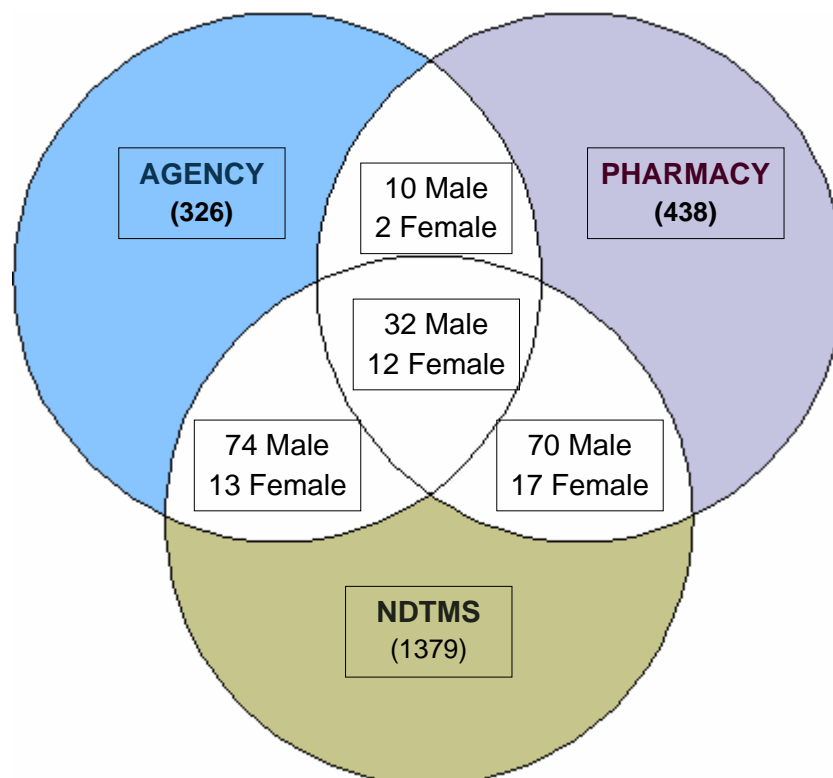 AGENCY
(326)
PHARMACY
(438)
10 Male
2 Female
32 Male
12 Female
74 Male
13 Female
70 Male
17 Female
NDTMS
(1379)